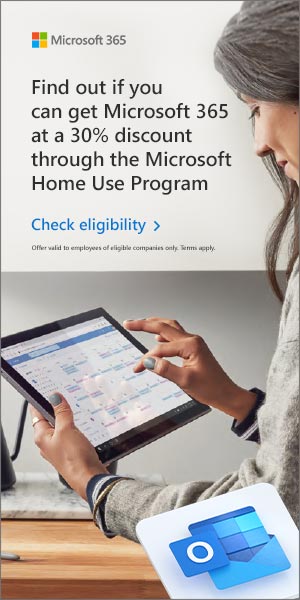 Microsoft 365
Find out if you
can get Microsoft 365
at a 30% discount
through the Microsoft
Home Use Program
Check eligibility >
Offer valid to employees of eligible companies only. Terms apply.